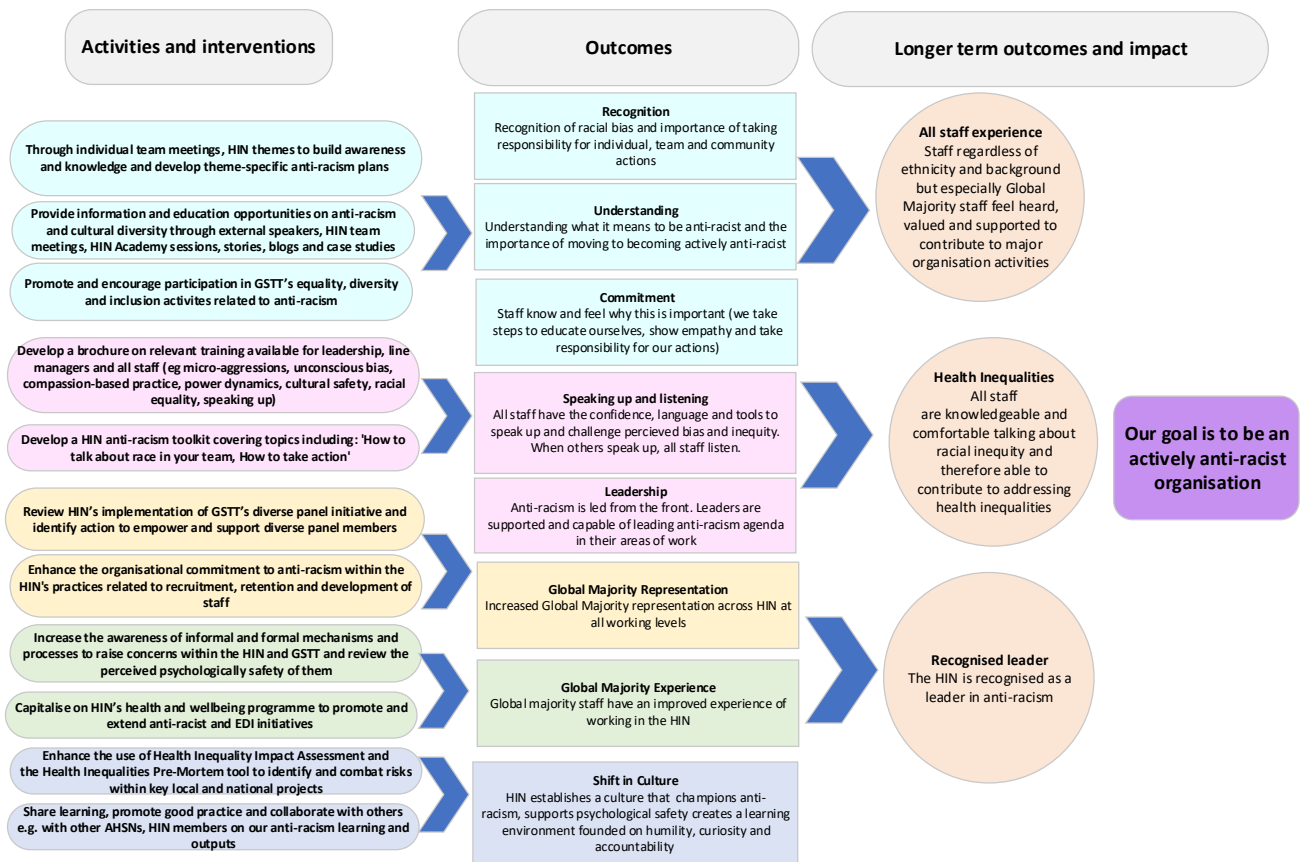 Activities and interventions
Outcomes
Longer term outcomes and impact
Through individual team meetings, HIN themes to build awareness
and knowledge and develop theme-specific anti-racism plans
Provide information and education opportunities on anti-racism
and cultural diversity through external speakers, HIN team
meetings, HIN Academy sessions, stories, blogs and case studies
Promote and encourage participation in GSTT's equality, diversity
and inclusion activites related to anti-racism
Develop a brochure on relevant training available for leadership, line
managers and all staff (eg micro-aggressions, unconscious bias,
compassion-based practice, power dynamics, cultural safety, racial
equality, speaking up)
Develop a HIN anti-racism toolkit covering topics including: 'How to
talk about race in your team, How to take action'
Review HIN's implementation of GSTT's diverse panel initiative and
identify action to empower and support diverse panel members
Enhance the organisational commitment to anti-racism within the
HIN's practices related to recruitment, retention and development of
staff
Increase the awareness of informal and formal mechanisms and
processes to raise concerns within the HIN and GSTT and review the
perceived psychologically safety of them
Capitalise on HIN's health and wellbeing programme to promote and
extend anti-racist and EDI initiatives
Enhance the use of Health Inequality Impact Assessment and
the Health Inequalities Pre-Mortem tool to identify and combat risks
within key local and national projects
Share learning, promote good practice and collaborate with others
e.g. with other AHSNs, HIN members on our anti-racism learning and
outputs
Recognition
Recognition of racial bias and importance of taking
responsibility for individual, team and community
actions
Understanding
Understanding what it means to be anti-racist and the
importance of moving to becoming actively anti-racist
Commitment
Staff know and feel why this is important (we take
steps to educate ourselves, show empathy and take
responsibility for our actions)
Speaking up and listening
All staff have the confidence, language and tools to
speak up and challenge percieved bias and inequity.
When others speak up, all staff listen.
Leadership
Anti-racism is led from the front. Leaders are
supported and capable of leading anti-racism agenda
in their areas of work
Global Majority Representation
Increased Global Majority representation across HIN at
all working levels
Global Majority Experience
Global majority staff have an improved experience of
working in the HIN
Shift in Culture
HIN establishes a culture that champions anti-
racism, supports psychological safety creates a learning
environment founded on humility, curiosity and
accountability
All staff experience
Staff regardless of
ethnicity and background
but especially Global
Majority staff feel heard,
valued and supported to
contribute to major
organisation activities
Health Inequalities
All staff
are knowledgeable and
comfortable talking about
racial inequity and
therefore able to
contribute to addressing
health inequalities
Recognised leader
The HIN is recognised as a
leader in anti-racism
Our goal is to be an
actively anti-racist
organisation